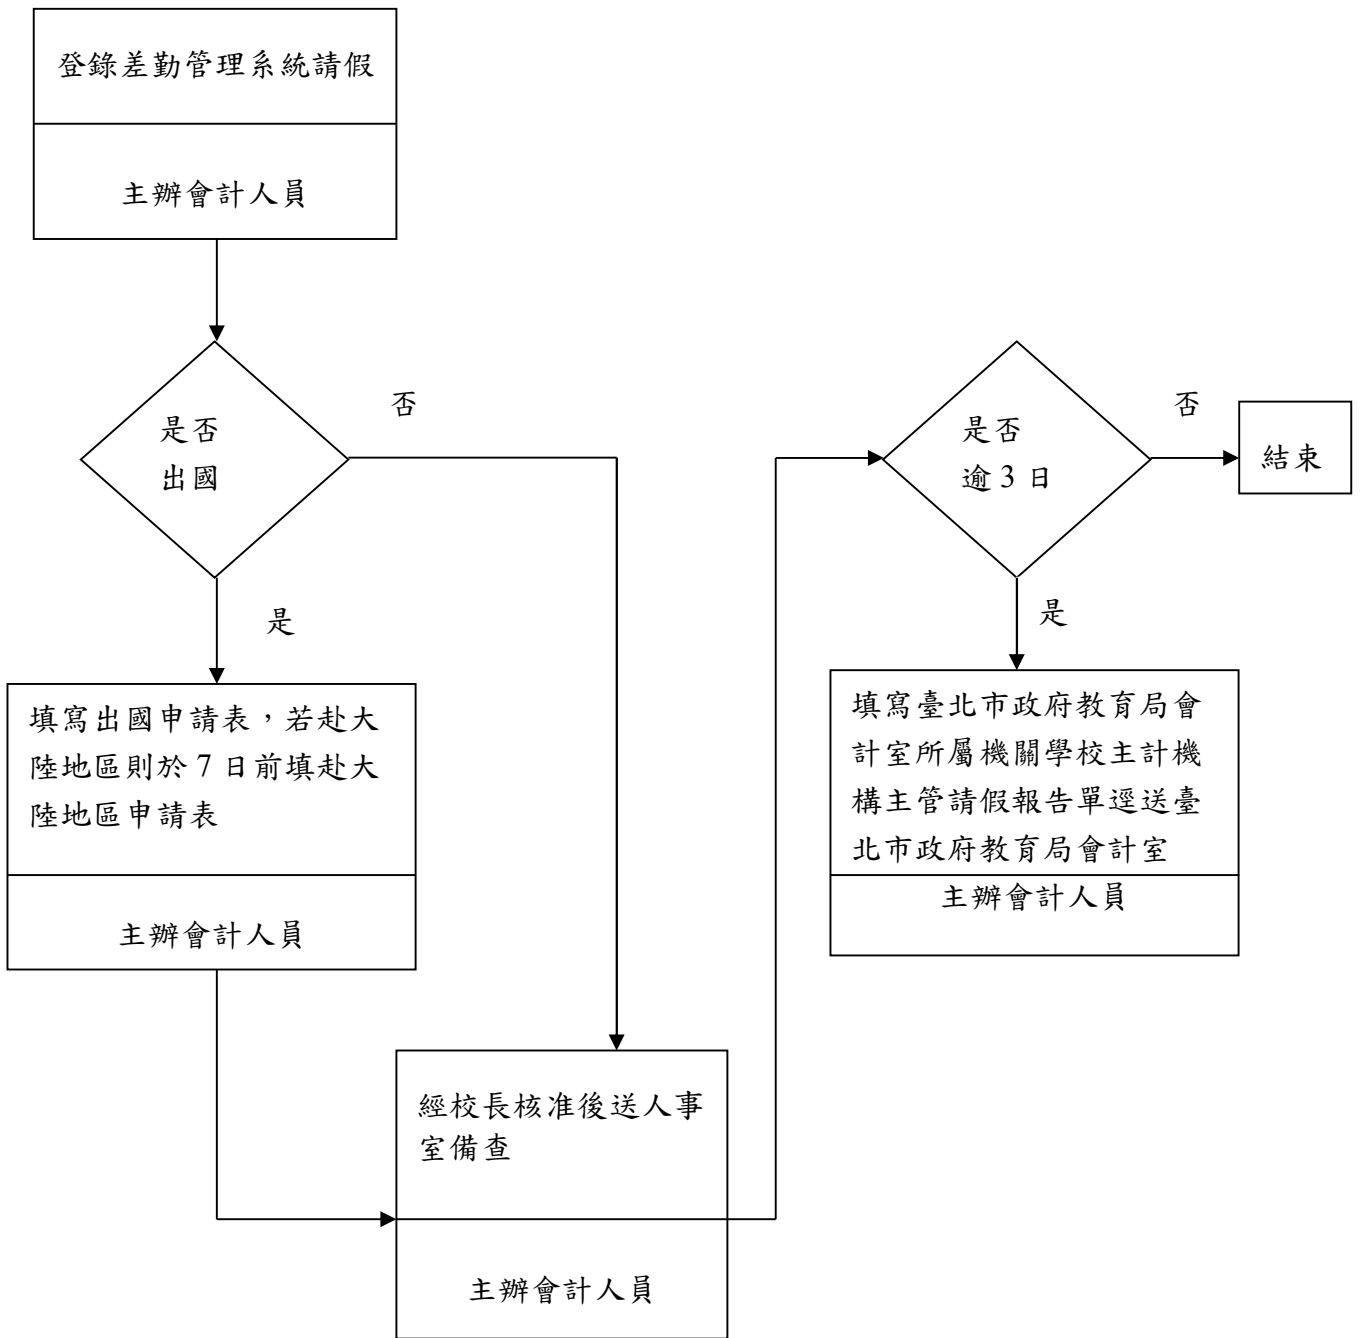 登錄差勤管理系統請假
主辦會計人員
是否
出國
否
是
填寫出國申請表，若赴大
陸地區則於 7 日前填赴大
陸地區申請表
主辦會計人員
經校長核准後送人事
室備查
主辦會計人員
是否
逾 3 日
否
結束
是
填寫臺北市政府教育局會
計室所屬機關學校主計機
構主管請假報告單逕送臺
北市政府教育局會計室
主辦會計人員